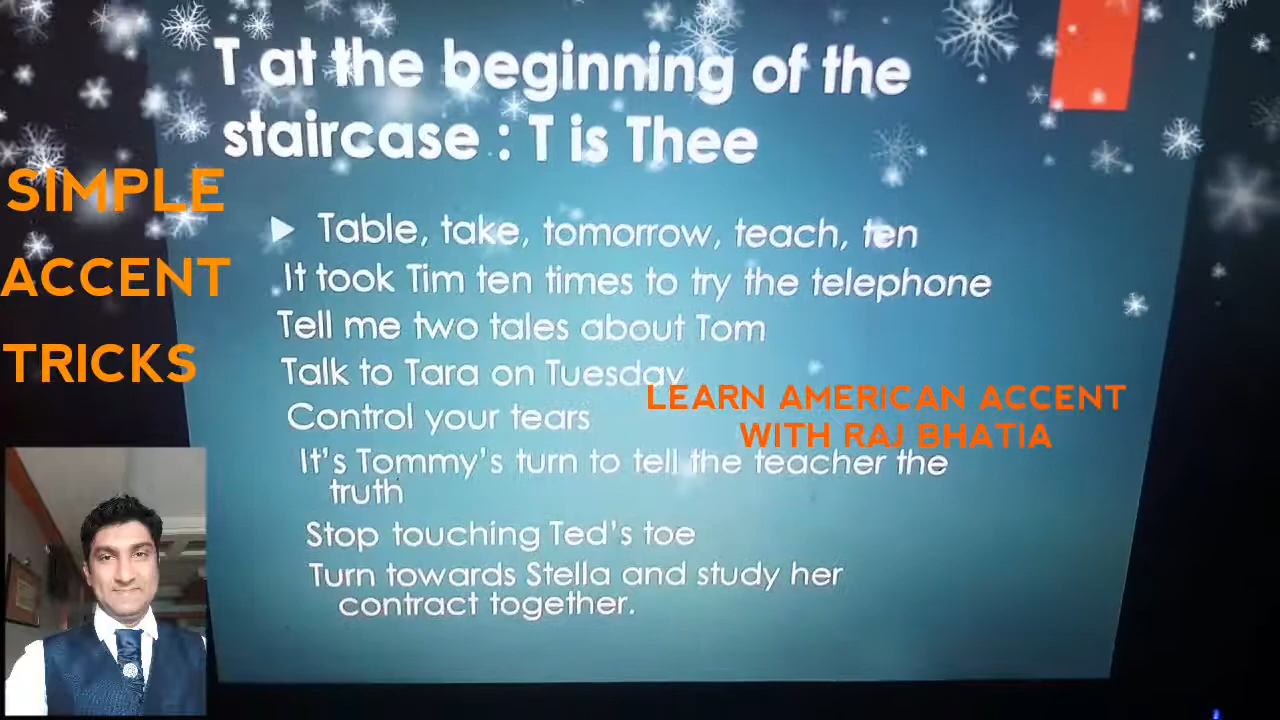 T at the beginning of the
staircase : T is Thee
SIMPLE
ACCENT
TRICKS
Table, take, tomorrow, teach, ten
It took Tim ten times to try the telephone
Tell me two tales about Tom
Talk to Tara on Tuesday
LEARN AMERICAN ACCENT
WITH RAJ BHATIA
Control your tears
It's Tommy's turn to tell the teacher the
truth
Stop touching Ted's toe
Turn towards Stella and study her
contract together.